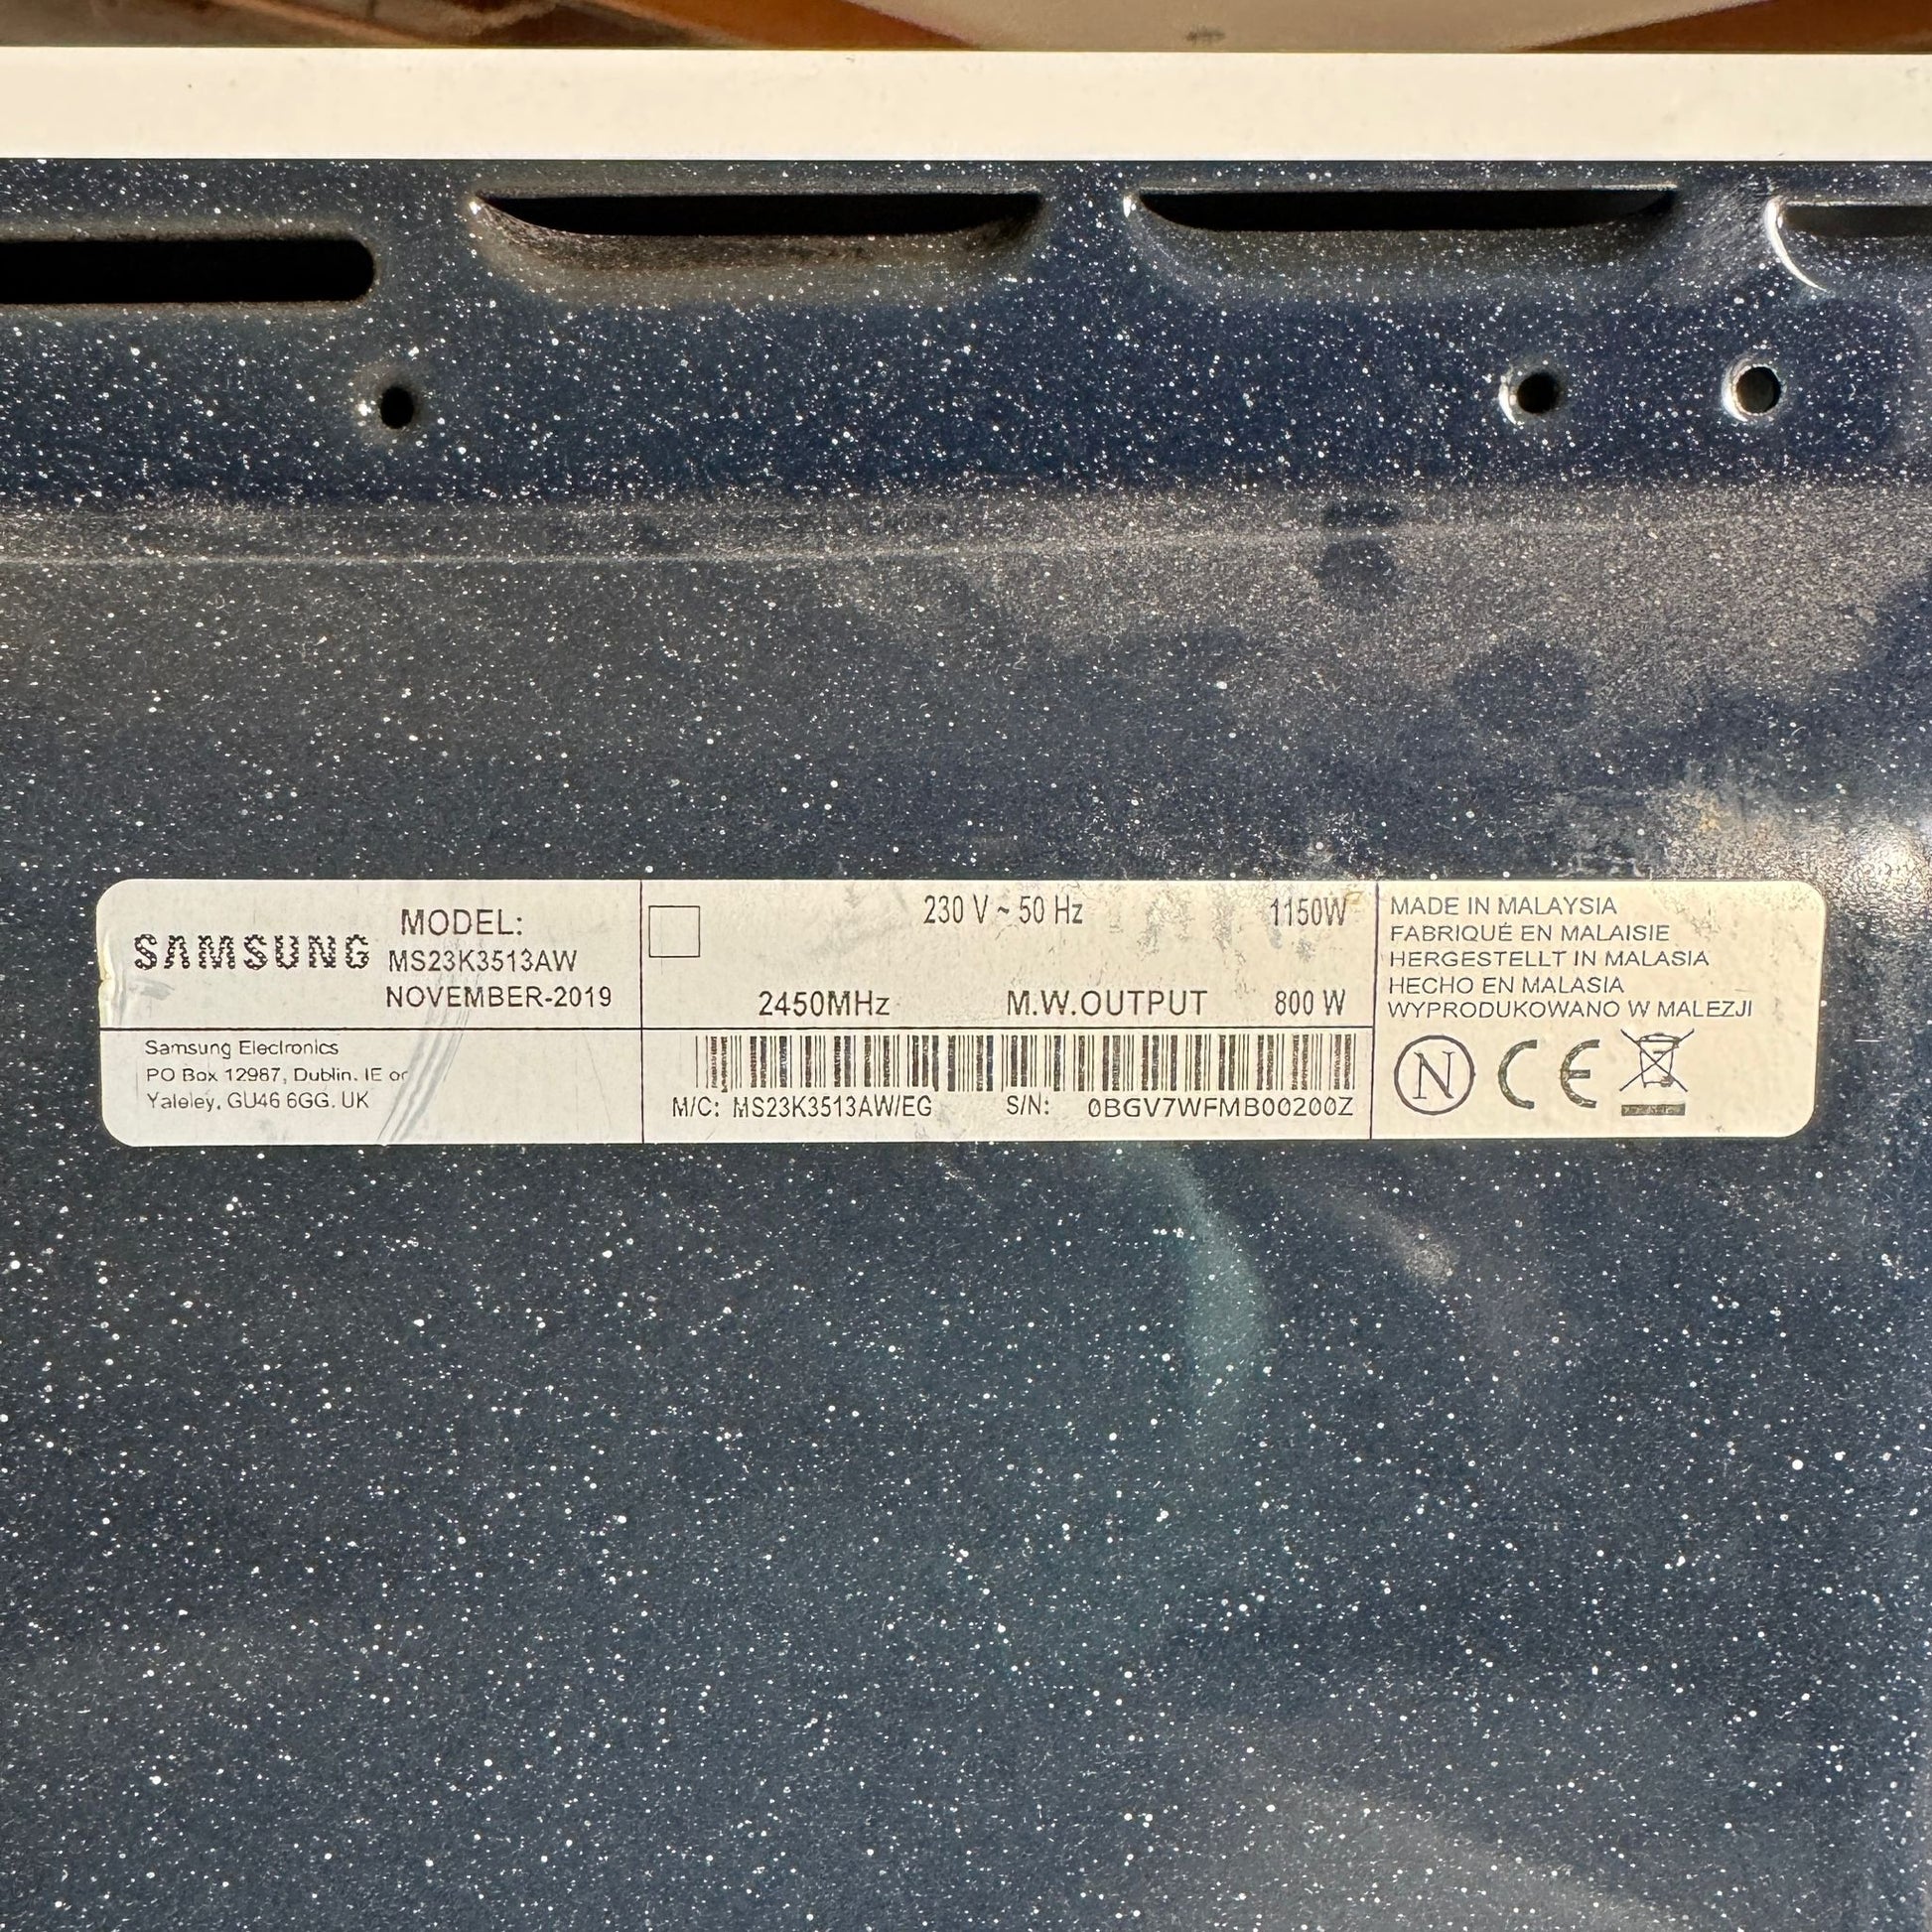 SAMSUNG
MODEL:
MS23K3513AW
NOVEMBER-2019
230 V ~ 50 Hz 1150W
2450MHz M.W.OUTPUT 800 W
MADE IN MALAYSIA
FABRIQUÉ EN MALAISIE
HERGESTELLT IN MALASIA
HECHO EN MALASIA
WYPRODUKOWANO W MALEZJI
Samsung Electronics
PO Box 12987, Dublin. IE or
Yateley, GU46 6GG. UK
M/C: MS23K3513AW/EG S/N: 0BGV7WFMB00200Z
N CE